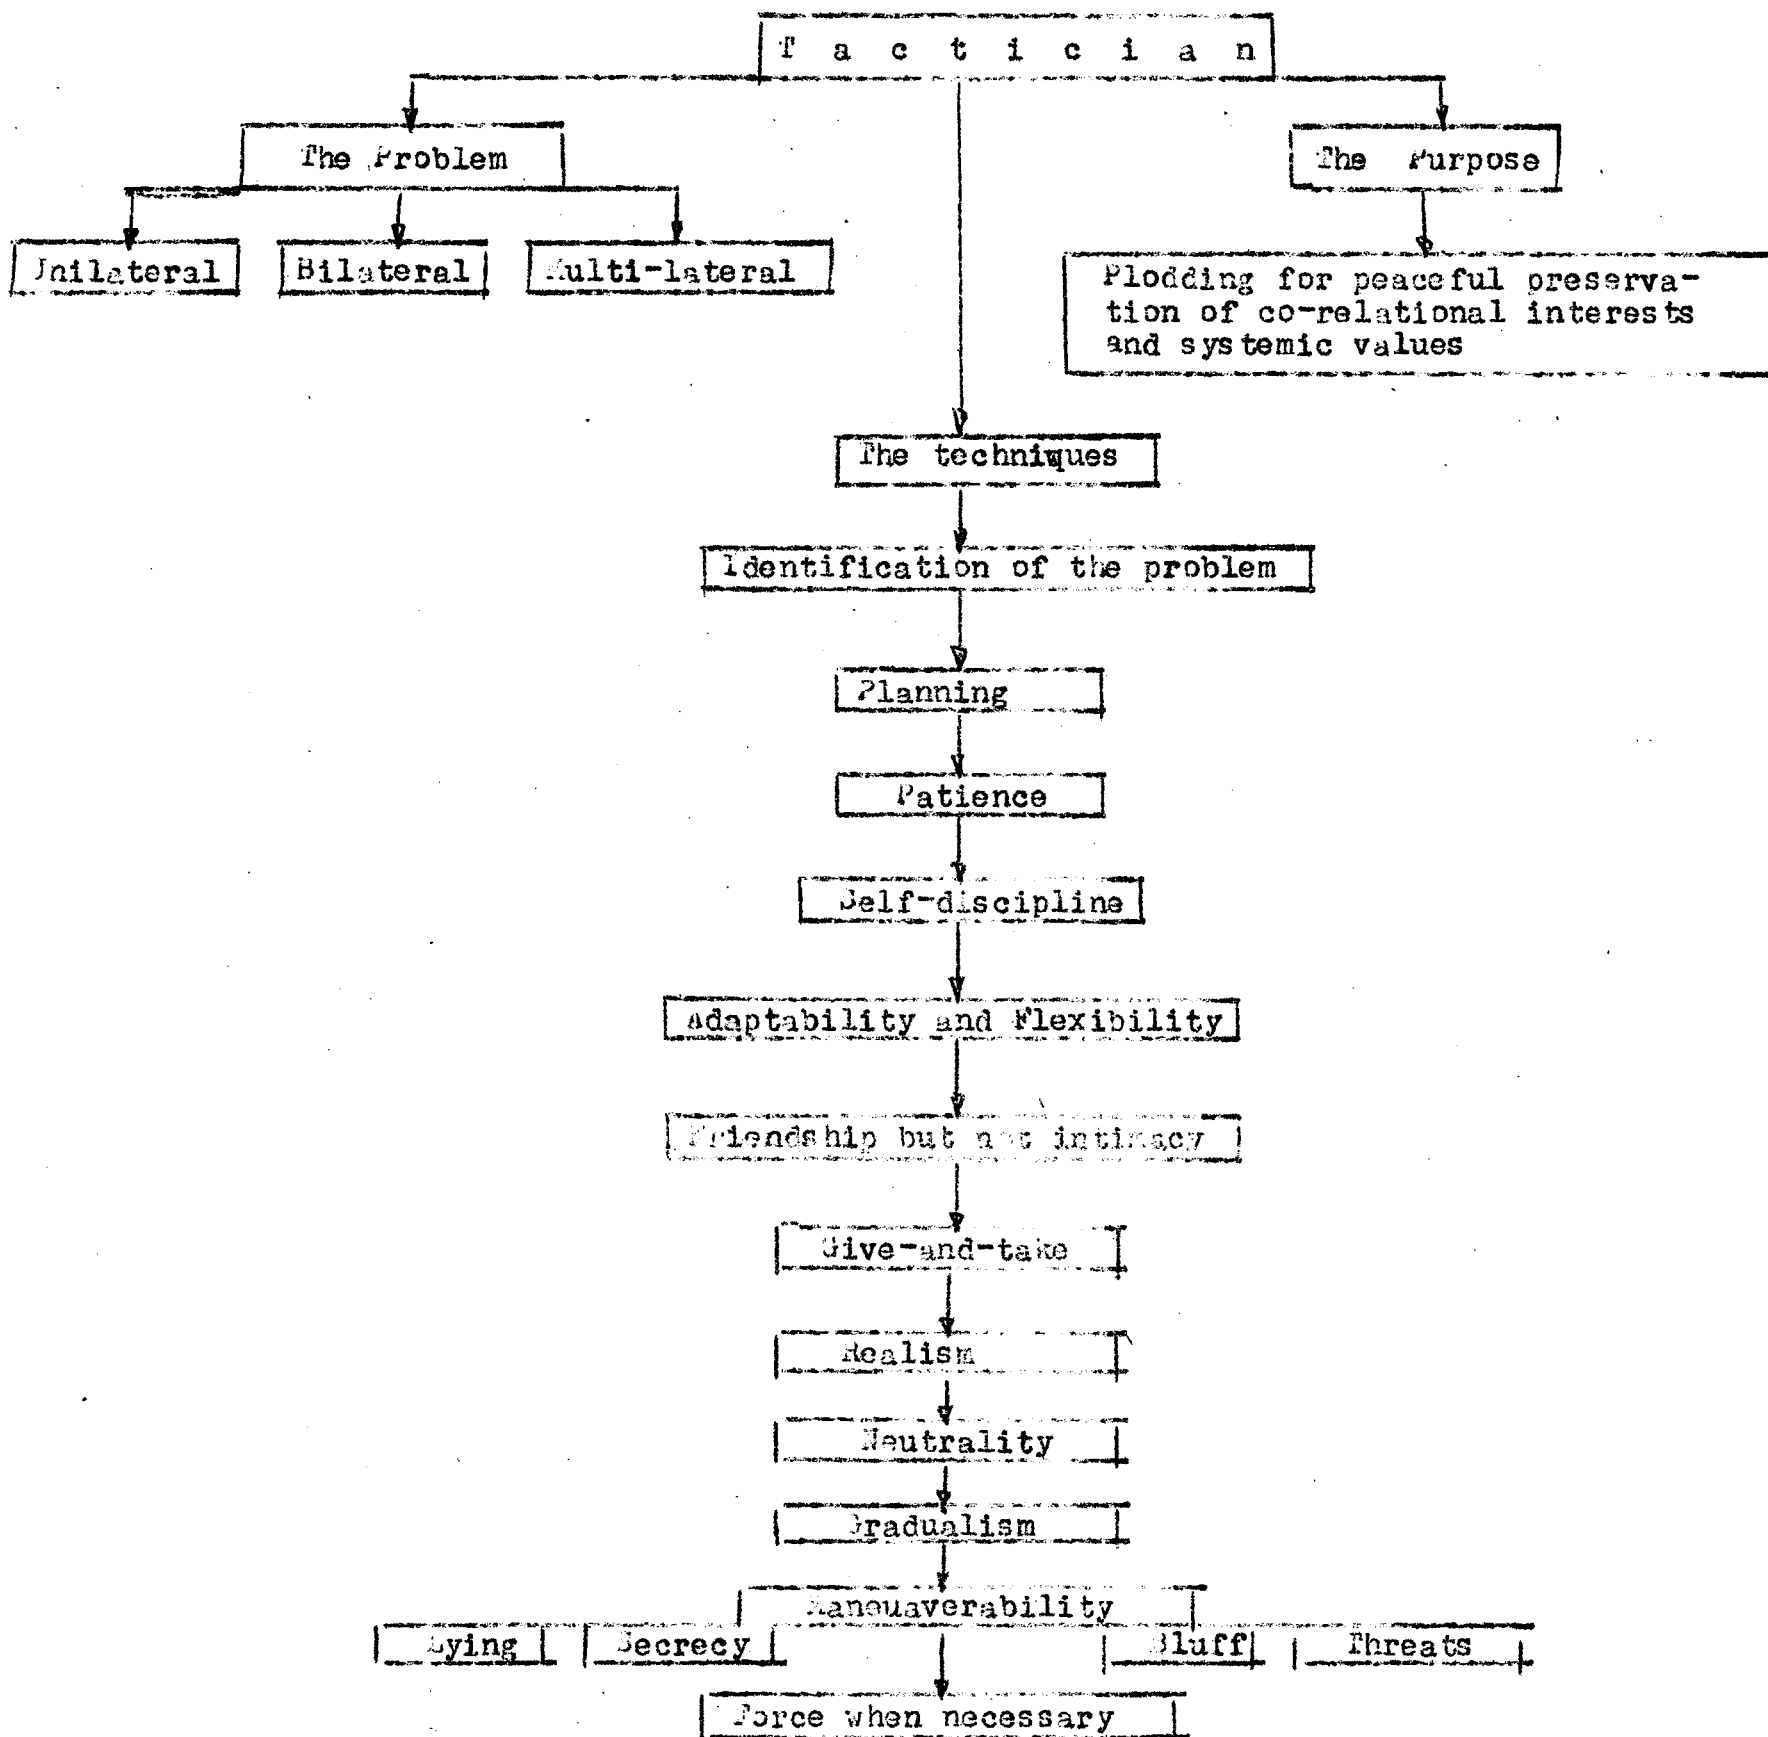 Tactician
The Problem
The Purpose
Unilateral
Bilateral
Multi-lateral
Plodding for peaceful preserva-
tion of co-relational interests
and systemic values
The techniques
Identification of the problem
Planning
Patience
Self-discipline
Adaptability and Flexibility
Friendship but not intimacy
Give-and-take
Realism
Neutrality
Gradualism
Maneuaverability
Lying
Secrecy
Bluff
Threats
Force when necessary